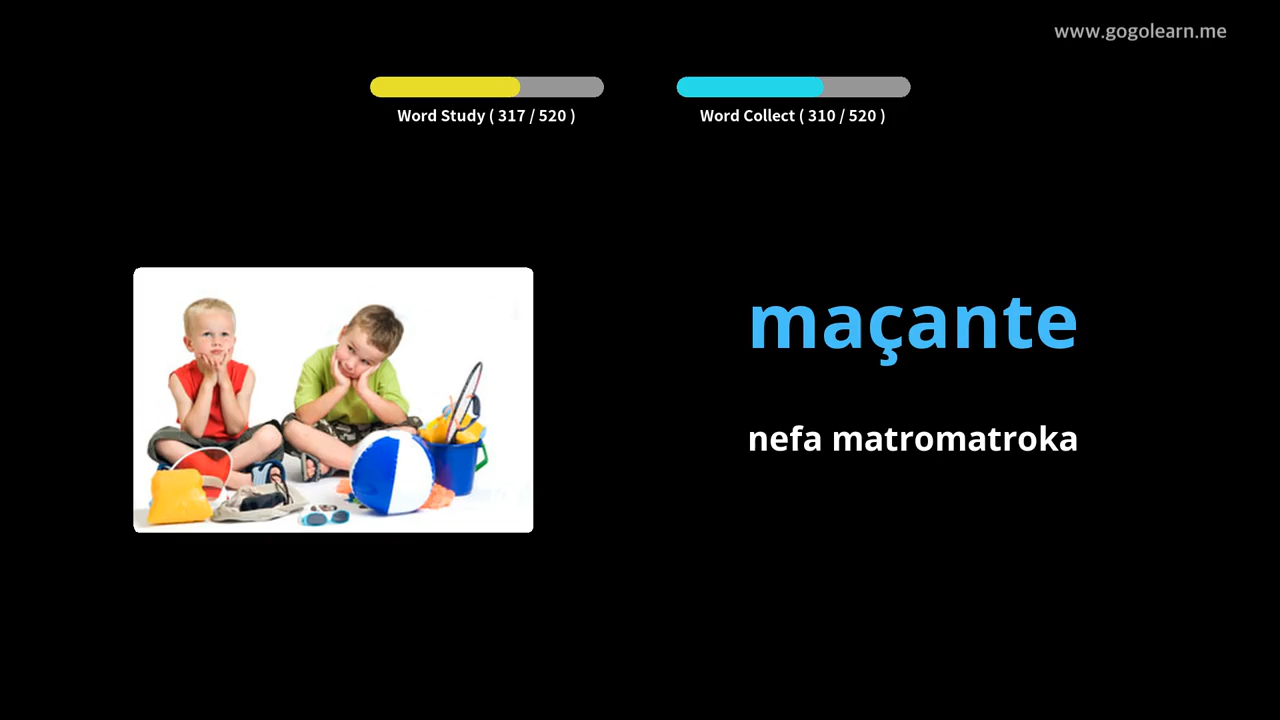 www.gogolearn.me
Word Study ( 317 / 520 )
Word Collect ( 310 / 520 )
maçante
nefa matromatroka